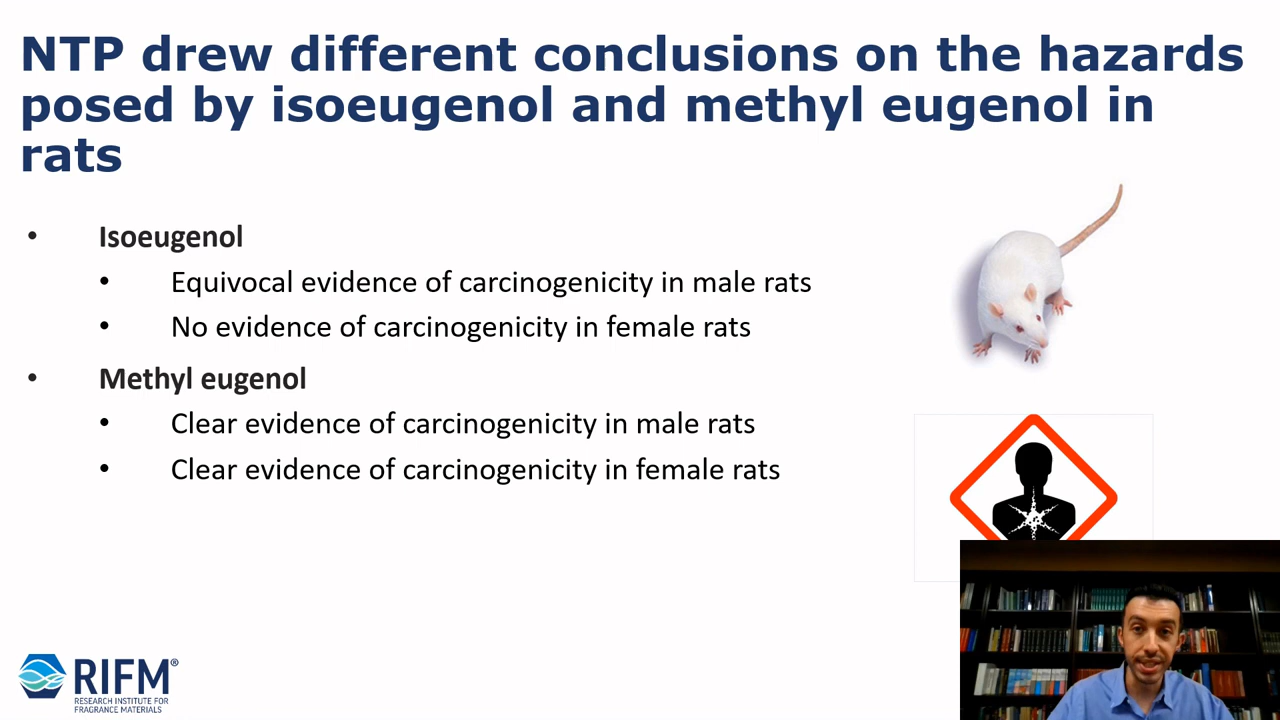 NTP drew different conclusions on the hazards
posed by isoeugenol and methyl eugenol in
rats
• Isoeugenol
• Equivocal evidence of carcinogenicity in male rats
• No evidence of carcinogenicity in female rats
• Methyl eugenol
• Clear evidence of carcinogenicity in male rats
• Clear evidence of carcinogenicity in female rats
RIFM®
RESEARCH INSTITUTE FOR
FRAGRANCE MATERIALS